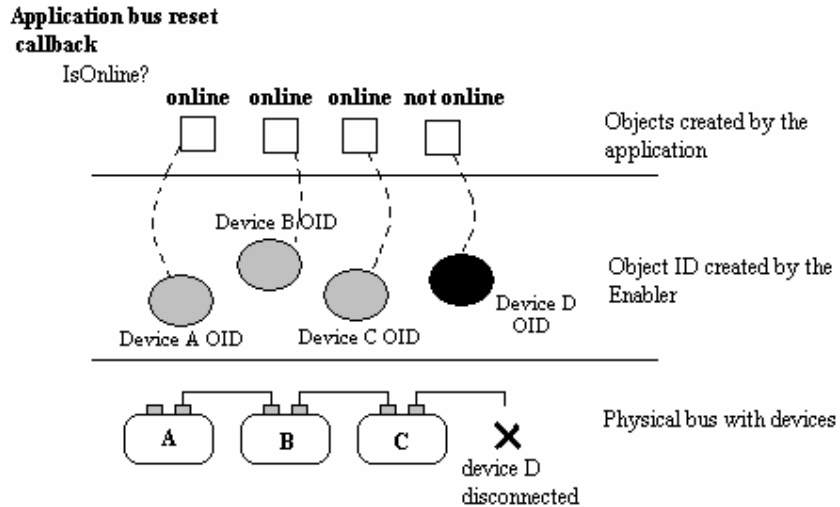 Application bus reset
callback
IsOnline?
online online online not online
Objects created by the
application
Device B OID
Object ID created by the
Enabler
Device A OID
Device C OID
Device D
OID
Physical bus with devices
A
B
C
device D
disconnected